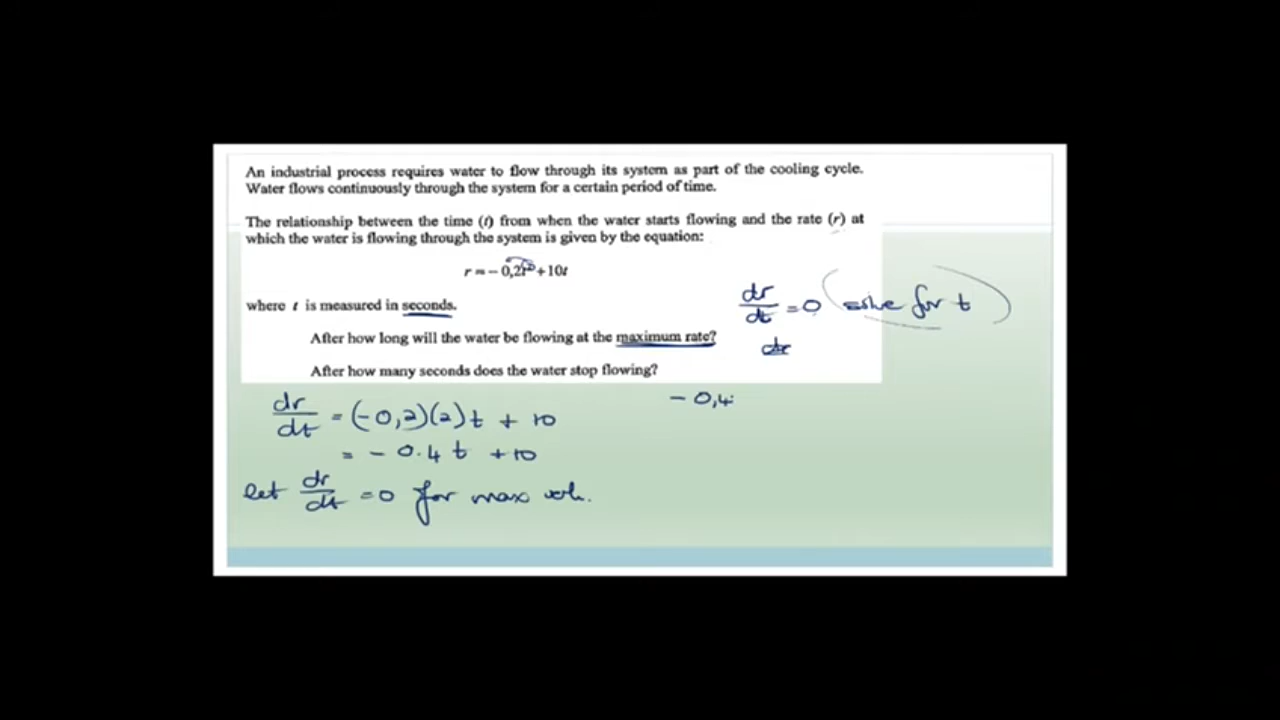 An industrial process requires water to flow through its system as part of the cooling cycle.
Water flows continuously through the system for a certain period of time.
The relationship between the time (t) from when the water starts flowing and the rate (r) at
which the water is flowing through the system is given by the equation:
r = – 0,2t² + 10t
where t is measured in seconds.
dr/dt = 0 (solve for t)
After how long will the water be flowing at the maximum rate?
dr
After how many seconds does the water stop flowing?
dr/dt = (-0,2)(2)t + 10
- 0,4
= - 0.4 t + 10
let dr/dt = 0 for max